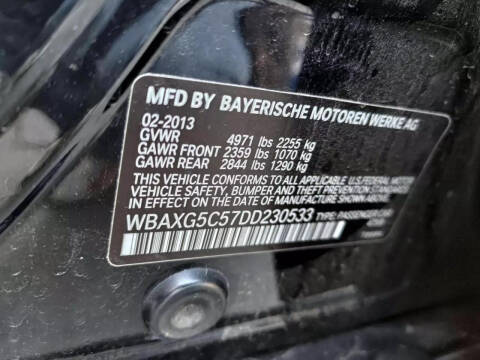 MFD BY BAYERISCHE MOTOREN WERKE AG
02-2013
GVWR 4971 lbs 2255 kg
GAWR FRONT 2359 lbs 1070 kg
GAWR REAR 2844 lbs 1290 kg
THIS VEHICLE CONFORMS TO ALL APPLICABLE U.S. FEDERAL MOTOR
VEHICLE SAFETY, BUMPER AND THEFT PREVENTION STANDARDS
IN EFFECT ON THE DATE OF MANUFACTURE SHOWN ABOVE.
WBAXG5C57DD230533 TYPE: PASSENGER CAR